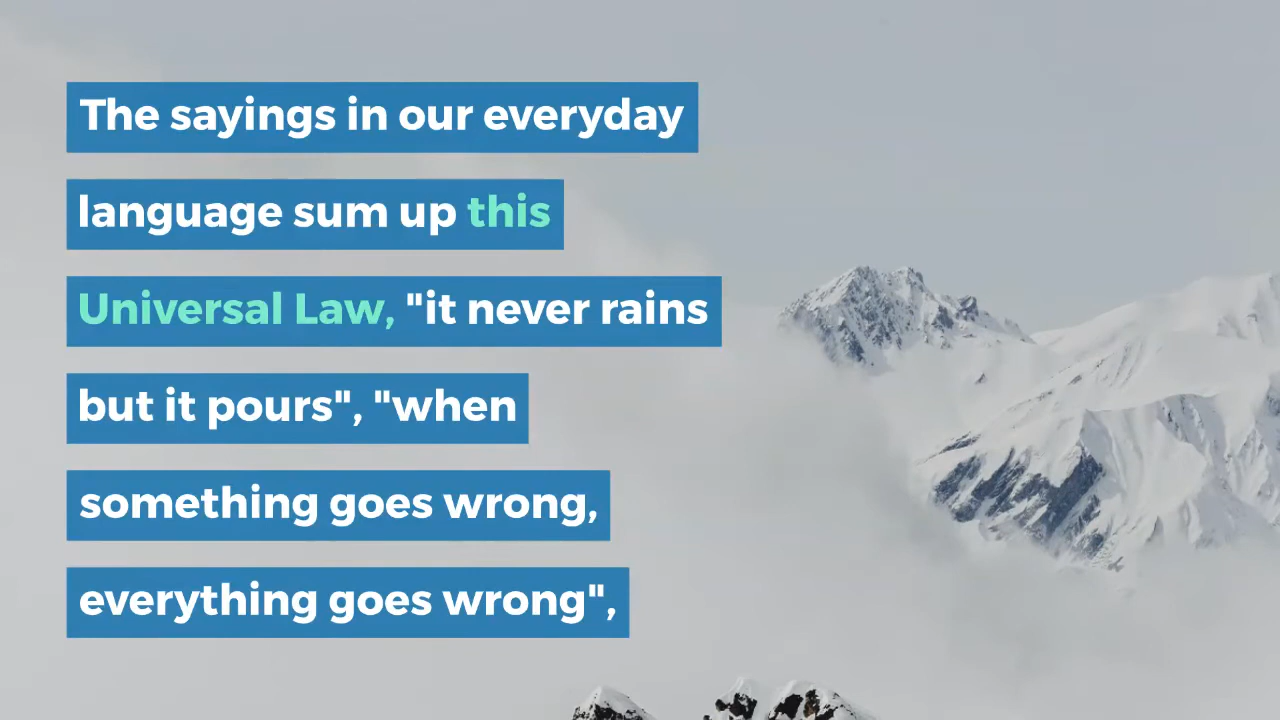 The sayings in our everyday
language sum up this
Universal Law, "it never rains
but it pours", "when
something goes wrong,
everything goes wrong",